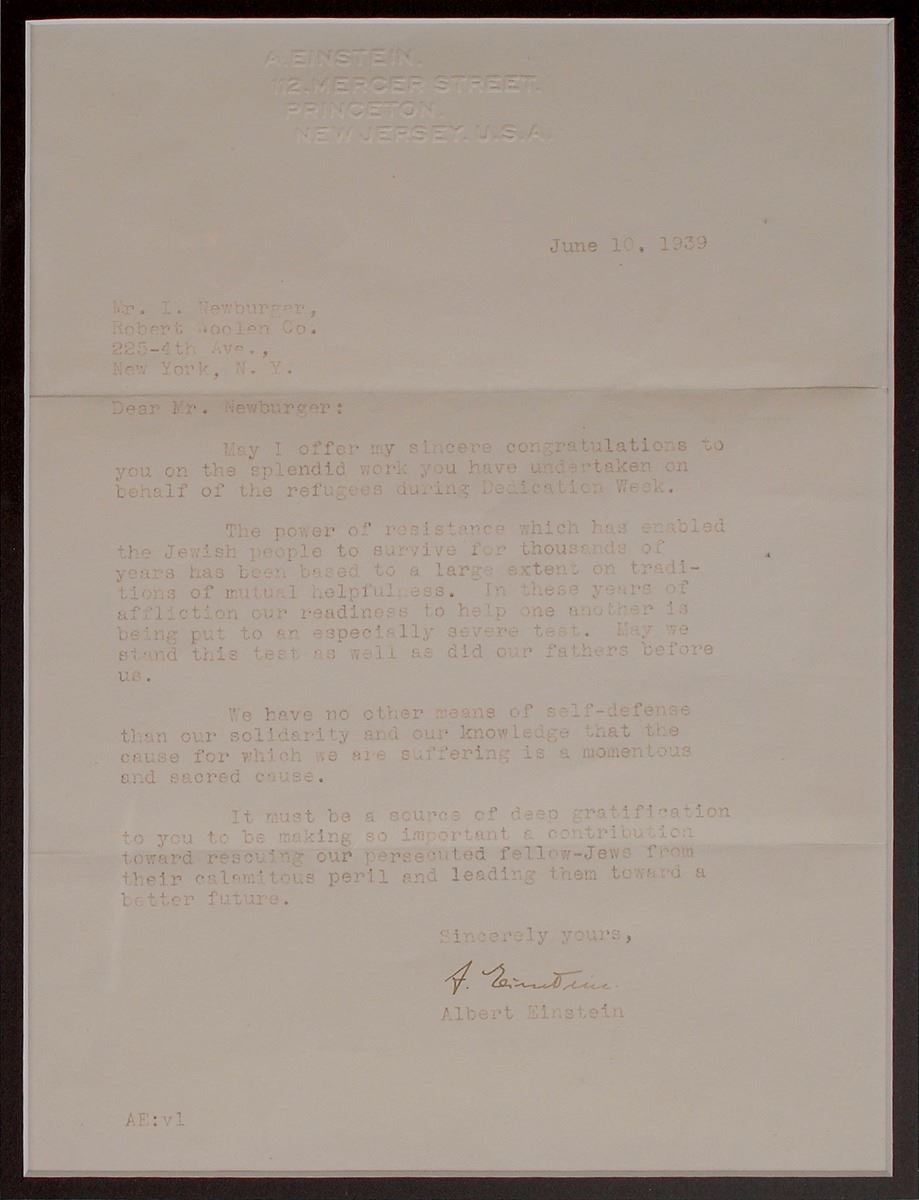 A. EINSTEIN.
112, MERCER STREET,
PRINCETON.
NEW JERSEY, U.S.A.
June 10, 1939
Mr. I. Newburger,
Robert Woolen Co.
225-4th Ave.,
New York, N. Y.
Dear Mr. Newburger:
May I offer my sincere congratulations to
you on the splendid work you have undertaken on
behalf of the refugees during Dedication Week.
The power of resistance which has enabled
the Jewish people to survive for thousands of
years has been based to a large extent on tradi-
tions of mutual helpfulness. In these years of
affliction our readiness to help one another is
being put to an especially severe test. May we
stand this test as well as did our fathers before
us.
We have no other means of self-defense
than our solidarity and our knowledge that the
cause for which we are suffering is a momentous
and sacred cause.
It must be a source of deep gratification
to you to be making so important a contribution
toward rescuing our persecuted fellow-Jews from
their calamitous peril and leading them toward a
better future.
Sincerely yours,
A. Einstein.
Albert Einstein
AE:vl